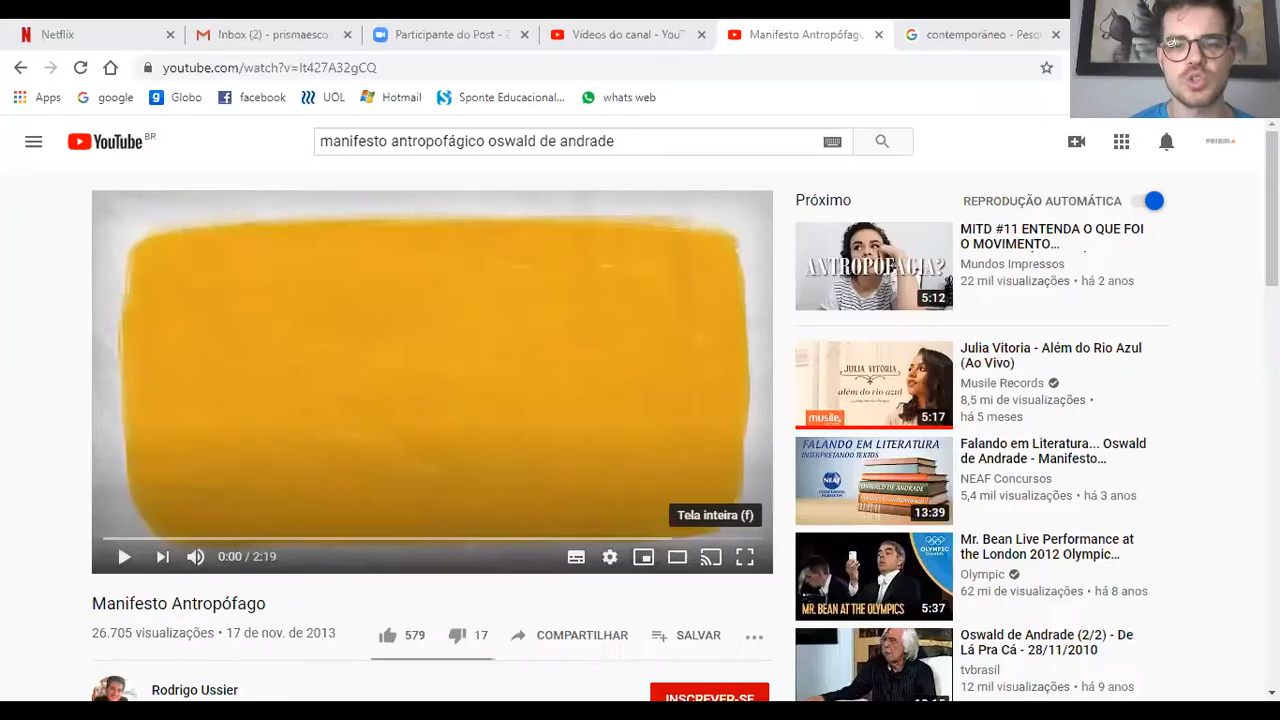 Netflix
Inbox (2) - prismaesco
Participante do Post - Z
Vídeos do canal - YouT
Manifesto Antropófago
contemporâneo - Pesq
youtube.com/watch?v=It427A32gCQ
Apps google Globo facebook UOL Hotmail Sponte Educacional... whats web
YouTube BR
manifesto antropofágico oswald de andrade
PRISMA
Tela inteira (f)
0:00 / 2:19
Manifesto Antropófago
26.705 visualizações • 17 de nov. de 2013
579
17
COMPARTILHAR
SALVAR
Rodrigo Ussier
INSCREVER-SE
Próximo
REPRODUÇÃO AUTOMÁTICA
ANTROPOFAGIA?
5:12
MITD #11 ENTENDA O QUE FOI
O MOVIMENTO...
Mundos Impressos
22 mil visualizações • há 2 anos
JULIA VITORIA
além do rio azul
musile
5:17
Julia Vitoria - Além do Rio Azul
(Ao Vivo)
Musile Records
8,5 mi de visualizações •
há 5 meses
FALANDO EM LITERATURA...
INTERPRETANDO TEXTOS
NEAF
OSWALD DE ANDRADE
13:39
Falando em Literatura... Oswald
de Andrade - Manifesto...
NEAF Concursos
5,4 mil visualizações • há 3 anos
OLYMPIC
CHANNEL
MR. BEAN AT THE OLYMPICS
5:37
Mr. Bean Live Performance at
the London 2012 Olympic...
Olympic
62 mi de visualizações • há 8 anos
Oswald de Andrade (2/2) - De
Lá Pra Cá - 28/11/2010
tvbrasil
12 mil visualizações • há 9 anos